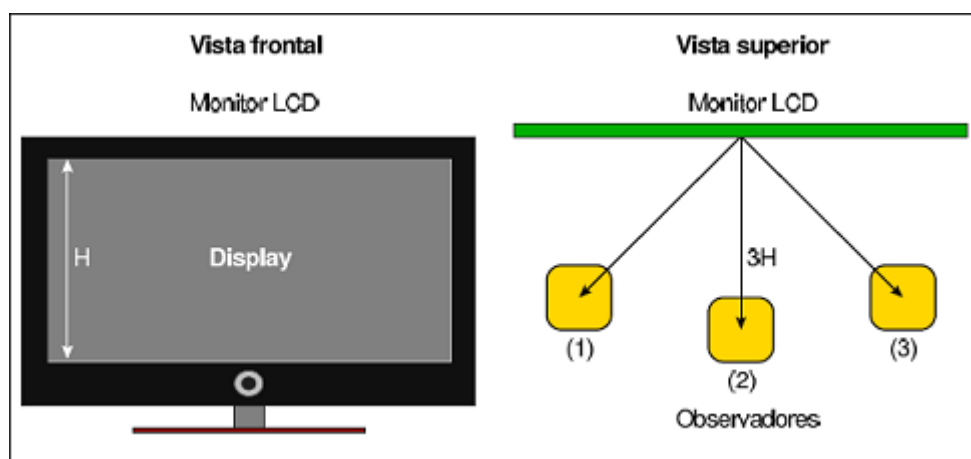 Vista frontal
Monitor LCD
H
Display
Vista superior
Monitor LCD
3H
(1)
(2)
(3)
Observadores